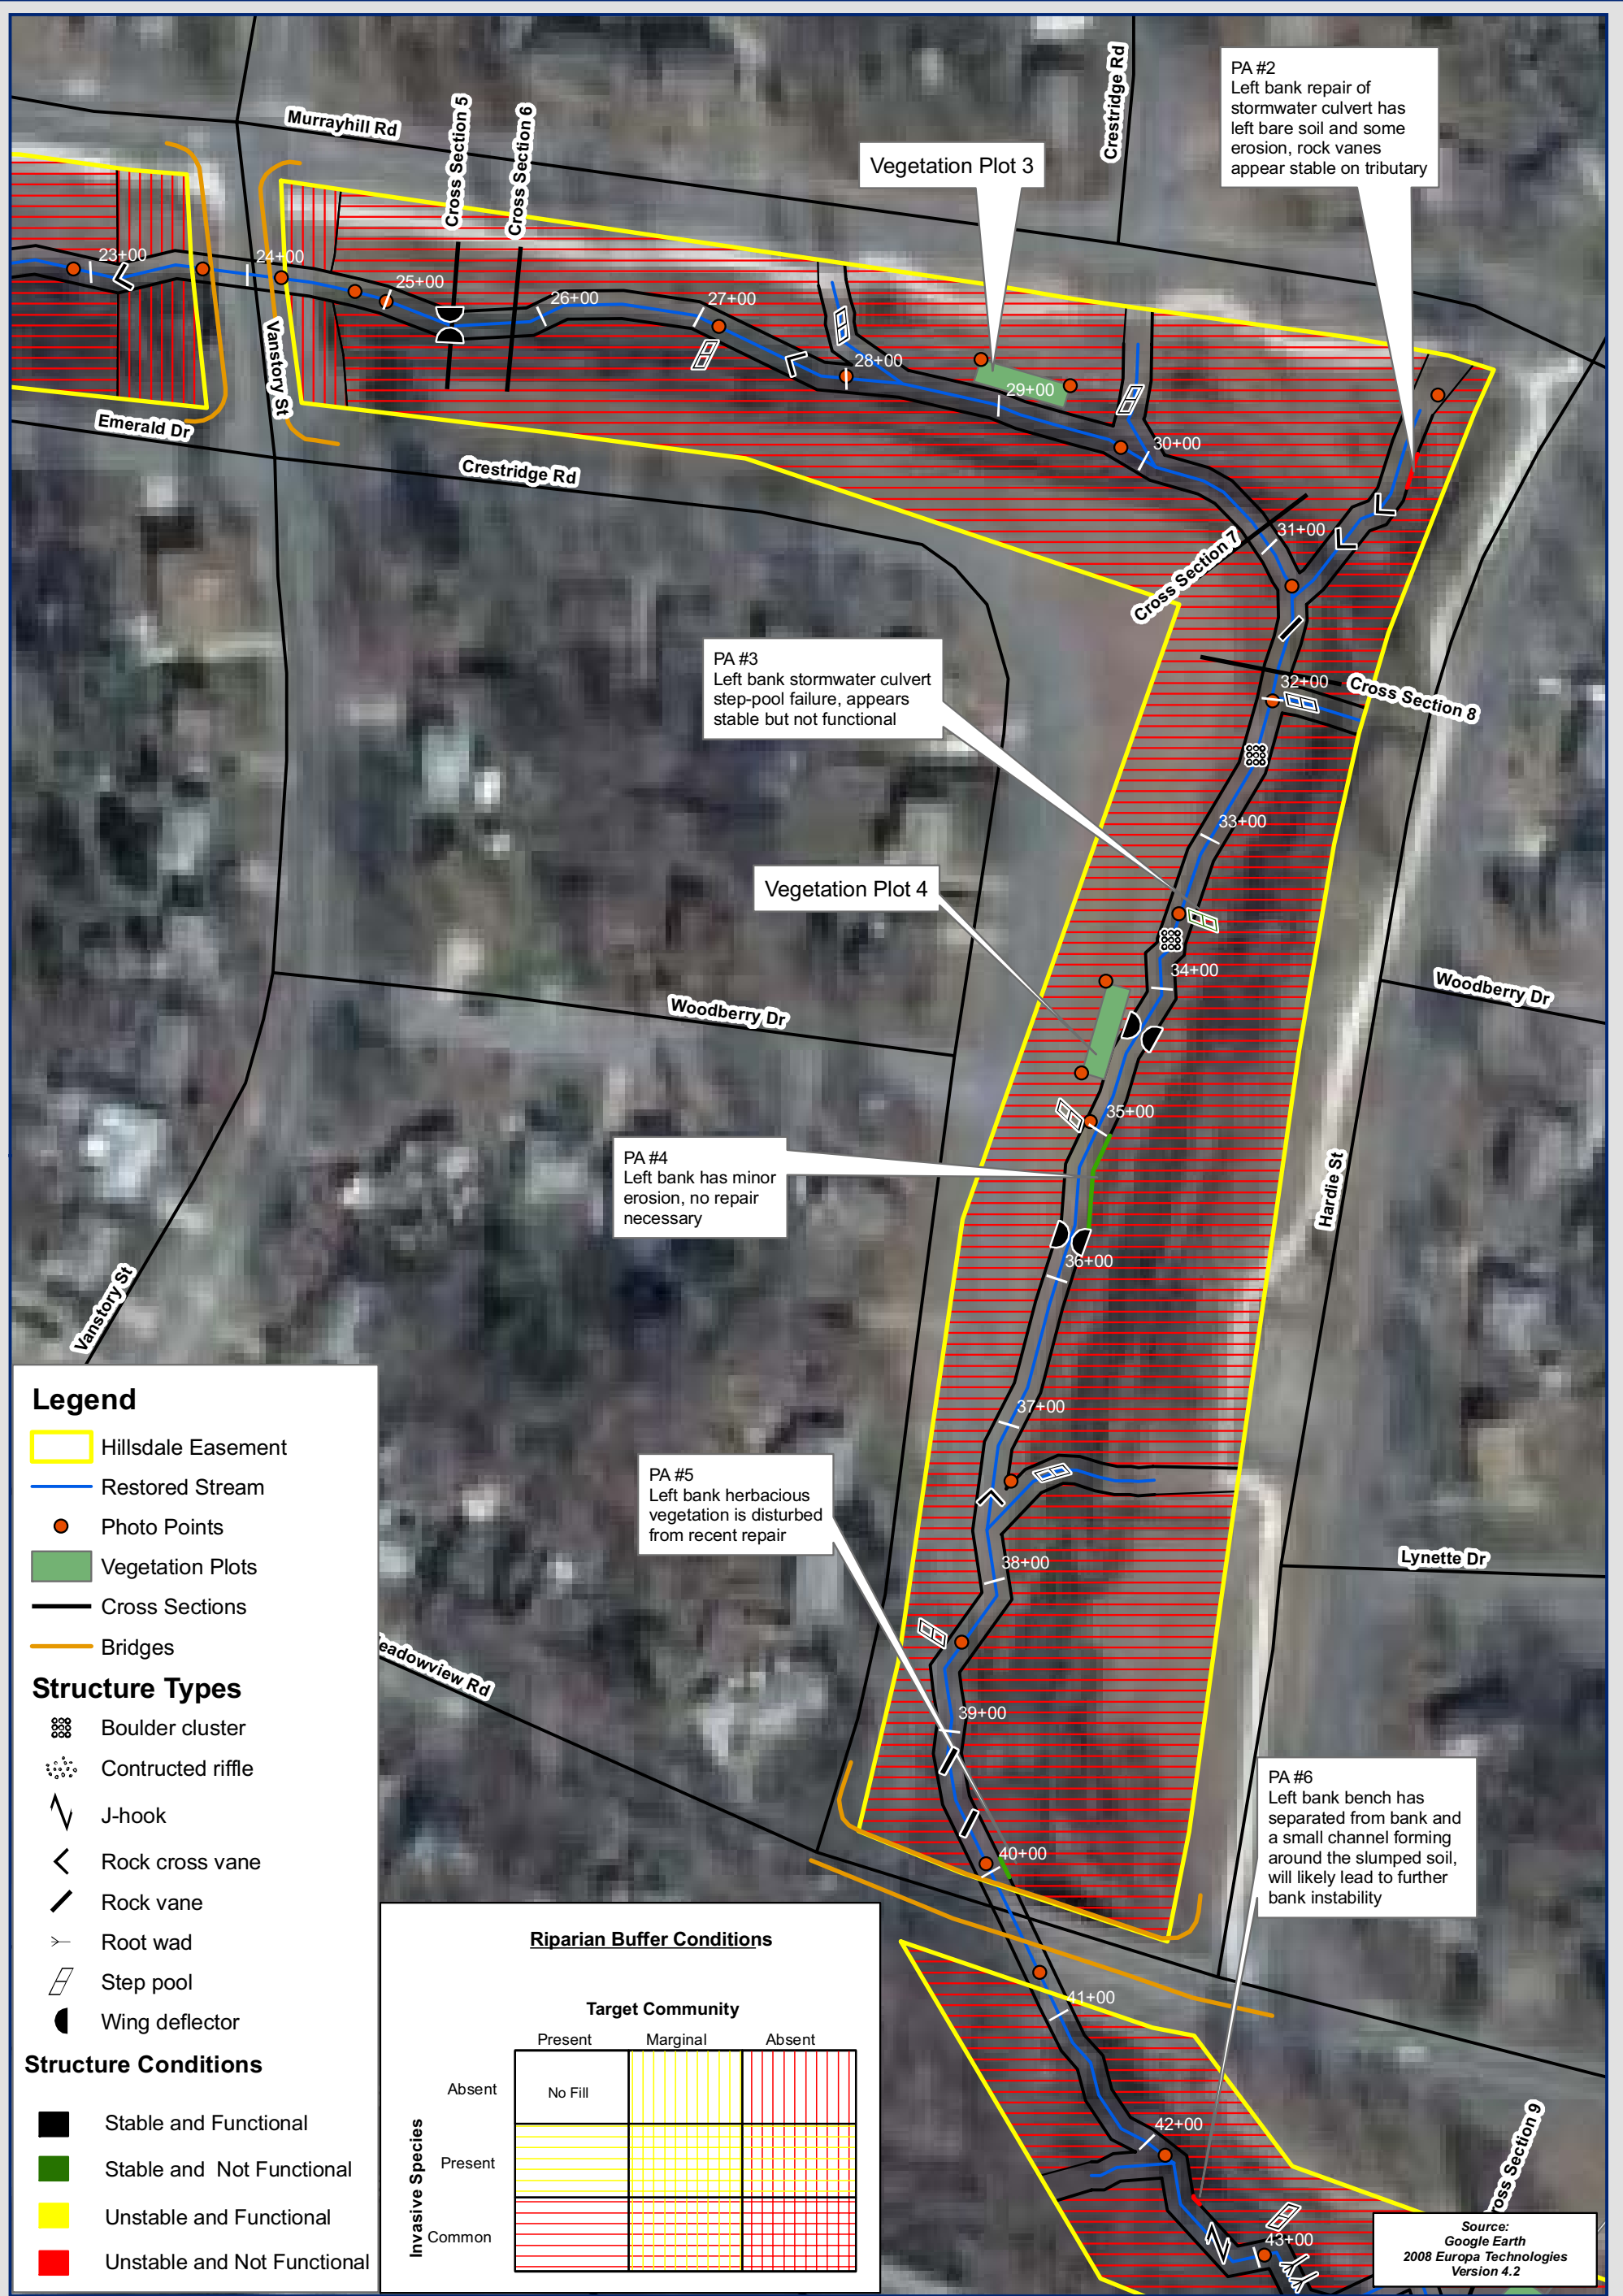 Murrayhill Rd
Cross Section 5
Cross Section 6
Crestridge Rd
PA #2
Left bank repair of
stormwater culvert has
left bare soil and some
erosion, rock vanes
appear stable on tributary
Vegetation Plot 3
23+00
24+00
25+00
26+00
27+00
28+00
29+00
30+00
31+00
Vanstory St
Emerald Dr
Crestridge Rd
Cross Section 7
PA #3
Left bank stormwater culvert
step-pool failure, appears
stable but not functional
32+00
Cross Section 8
33+00
Vegetation Plot 4
34+00
Woodberry Dr
Woodberry Dr
35+00
PA #4
Left bank has minor
erosion, no repair
necessary
Hardie St
36+00
Vanstory St
37+00
PA #5
Left bank herbacious
vegetation is disturbed
from recent repair
38+00
Lynette Dr
eadowview Rd
39+00
40+00
PA #6
Left bank bench has
separated from bank and
a small channel forming
around the slumped soil,
will likely lead to further
bank instability
41+00
42+00
43+00
ross Section 9
Legend
Hillsdale Easement
Restored Stream
Photo Points
Vegetation Plots
Cross Sections
Bridges
Structure Types
Boulder cluster
Contructed riffle
J-hook
Rock cross vane
Rock vane
Root wad
Step pool
Wing deflector
Structure Conditions
Stable and Functional
Stable and Not Functional
Unstable and Functional
Unstable and Not Functional
Riparian Buffer Conditions
Target Community
Present Marginal Absent
Absent
No Fill
Present
Common
Invasive Species
Source:
Google Earth
2008 Europa Technologies
Version 4.2